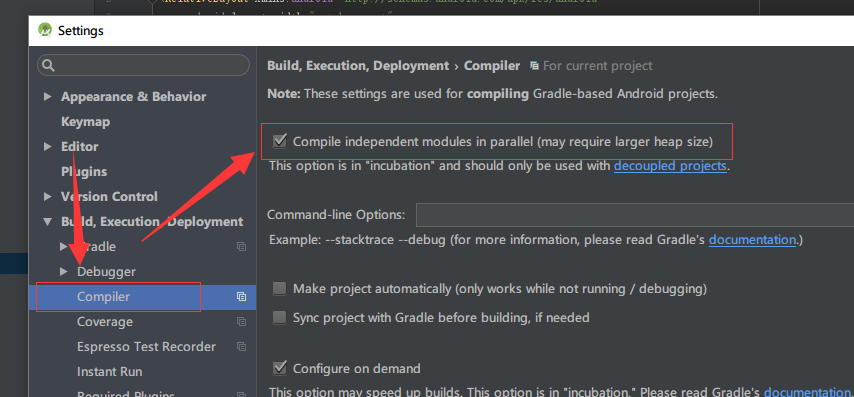 Settings
Build, Execution, Deployment › Compiler For current project
Note: These settings are used for compiling Gradle-based Android projects.
Appearance & Behavior
Keymap
Editor
Plugins
Version Control
Build, Execution, Deployment
Gradle
Debugger
Compiler
Coverage
Espresso Test Recorder
Instant Run
Required Plugins
Compile independent modules in parallel (may require larger heap size)
This option is in "incubation" and should only be used with decoupled projects.
Command-line Options:
Example: --stacktrace --debug (for more information, please read Gradle's documentation.)
Make project automatically (only works while not running / debugging)
Sync project with Gradle before building, if needed
Configure on demand
This option may speed up builds. This option is in "incubation." Please read Gradle's documentation.